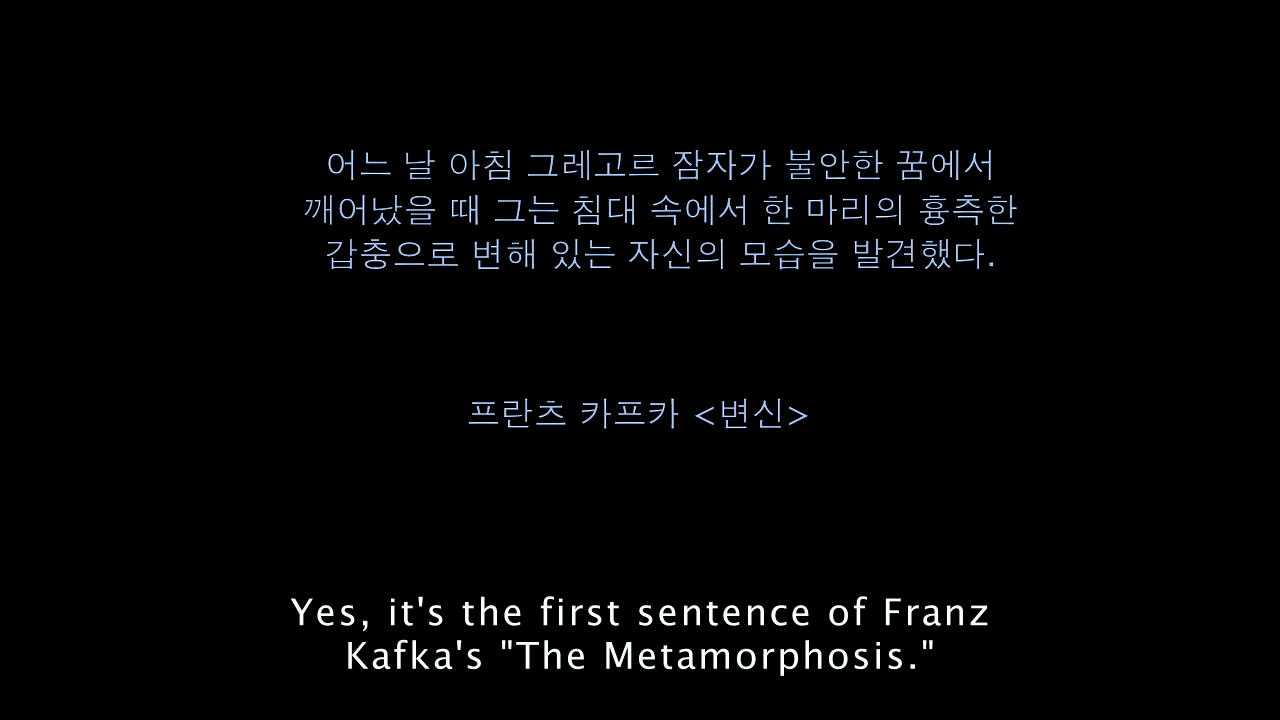 어느 날 아침 그레고르 잠자가 불안한 꿈에서
깨어났을 때 그는 침대 속에서 한 마리의 흉측한
갑충으로 변해 있는 자신의 모습을 발견했다.
프란츠 카프카 <변신>
Yes, it's the first sentence of Franz
Kafka's "The Metamorphosis."